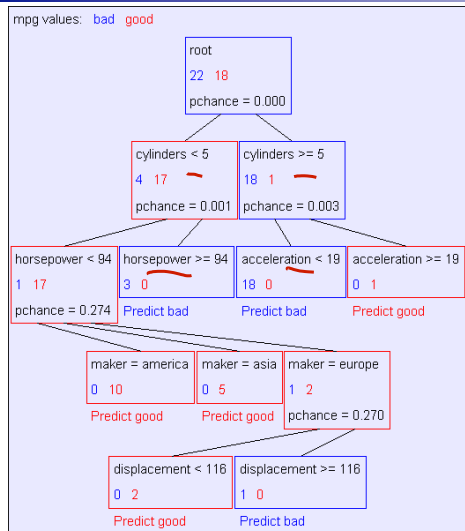 mpg values: bad good
root
22 18
pchance = 0.000
cylinders < 5 cylinders >= 5
4 17 18 1
pchance = 0.001 pchance = 0.003
horsepower < 94 horsepower >= 94 acceleration < 19 acceleration >= 19
1 17 3 0 18 0 0 1
pchance = 0.274 Predict bad Predict bad Predict good
maker = america maker = asia maker = europe
0 10 0 5 1 2
Predict good Predict good pchance = 0.270
displacement < 116 displacement >= 116
0 2 1 0
Predict good Predict bad